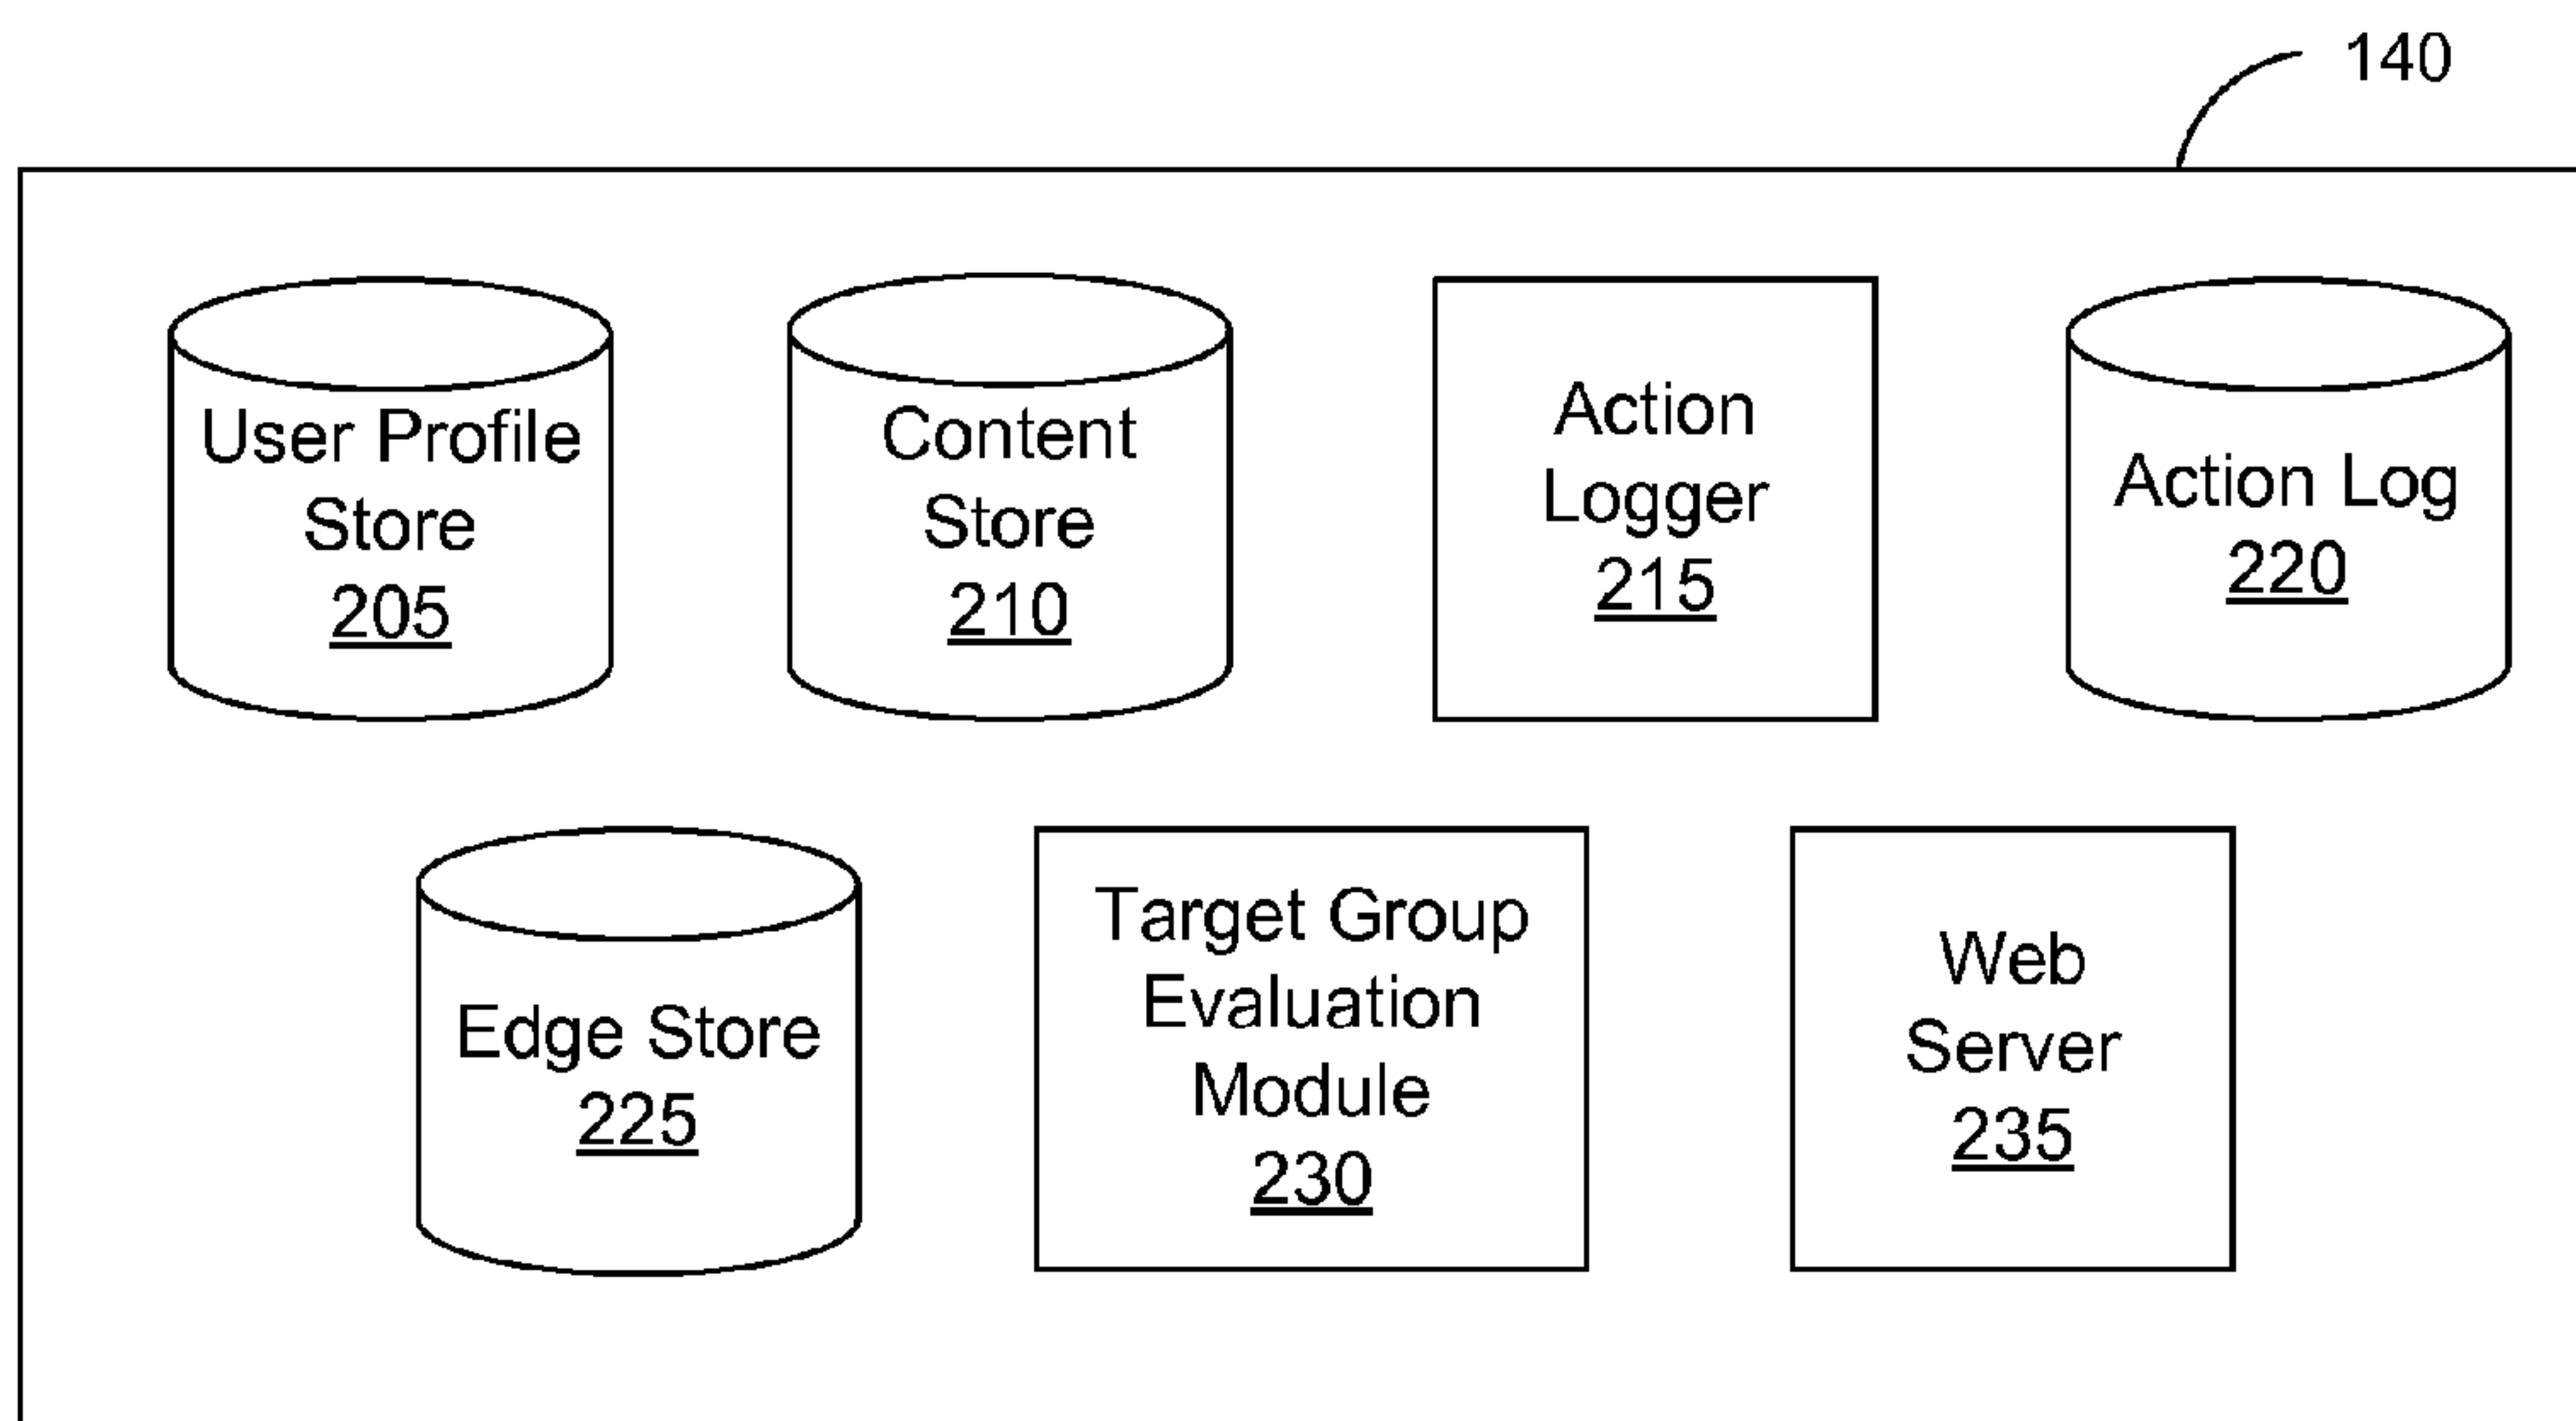 140
User Profile
Store
205
Content
Store
210
Action
Logger
215
Action Log
220
Edge Store
225
Target Group
Evaluation
Module
230
Web
Server
235